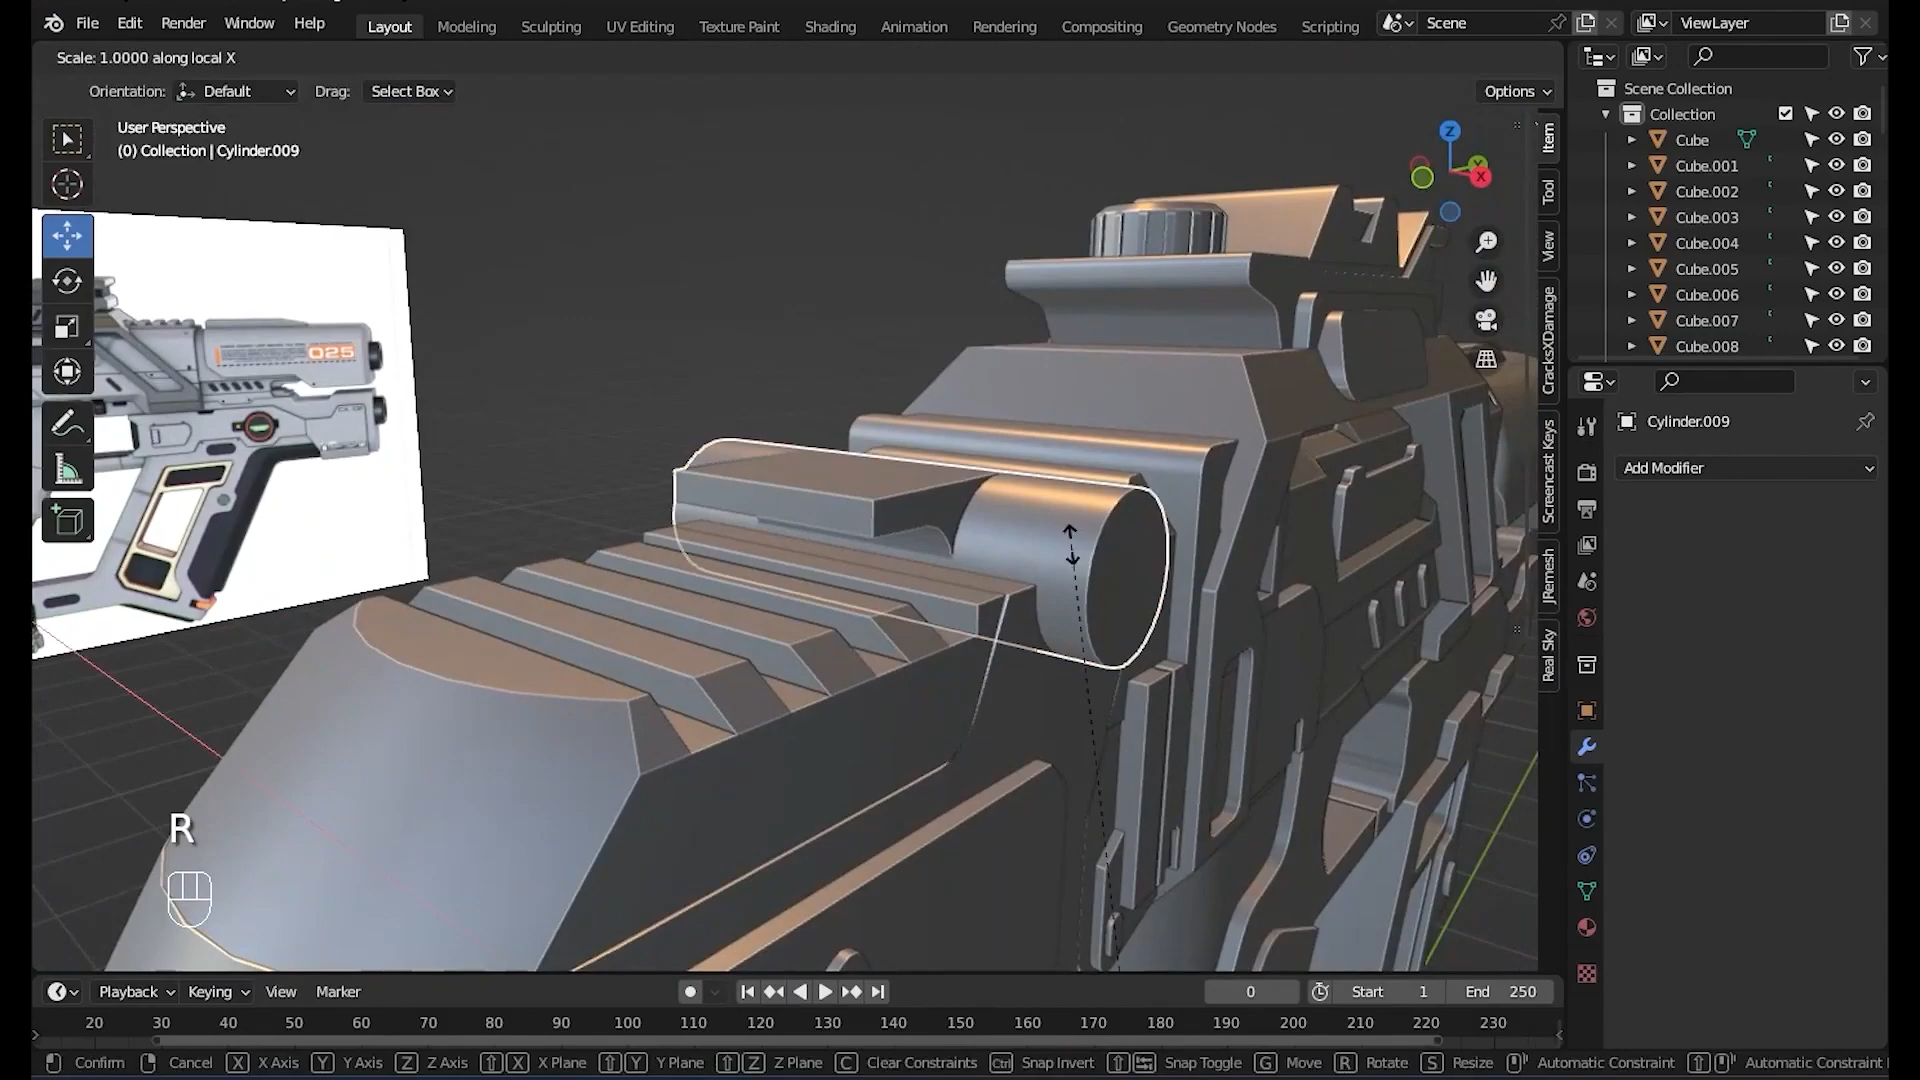 File Edit Render Window Help Layout Modeling Sculpting UV Editing Texture Paint Shading Animation Rendering Compositing Geometry Nodes Scripting Scene ViewLayer
Scale: 1.0000 along local X
Orientation: Default Drag: Select Box Options
User Perspective
(0) Collection | Cylinder.009
Z
Y
X
Item
Tool
View
CracksXDamage
Screencast Keys
JRemesh
Real Sky
025
R
Scene Collection
Collection
Cube
Cube.001
Cube.002
Cube.003
Cube.004
Cube.005
Cube.006
Cube.007
Cube.008
Cylinder.009
Add Modifier
Playback Keying View Marker 0 Start 1 End 250
20 30 40 50 60 70 80 90 100 110 120 130 140 150 160 170 180 190 200 210 220 230
Confirm Cancel X X Axis Y Y Axis Z Z Axis X X Plane Y Y Plane Z Z Plane C Clear Constraints Ctrl Snap Invert Snap Toggle G Move R Rotate S Resize Automatic Constraint Automatic Constraint